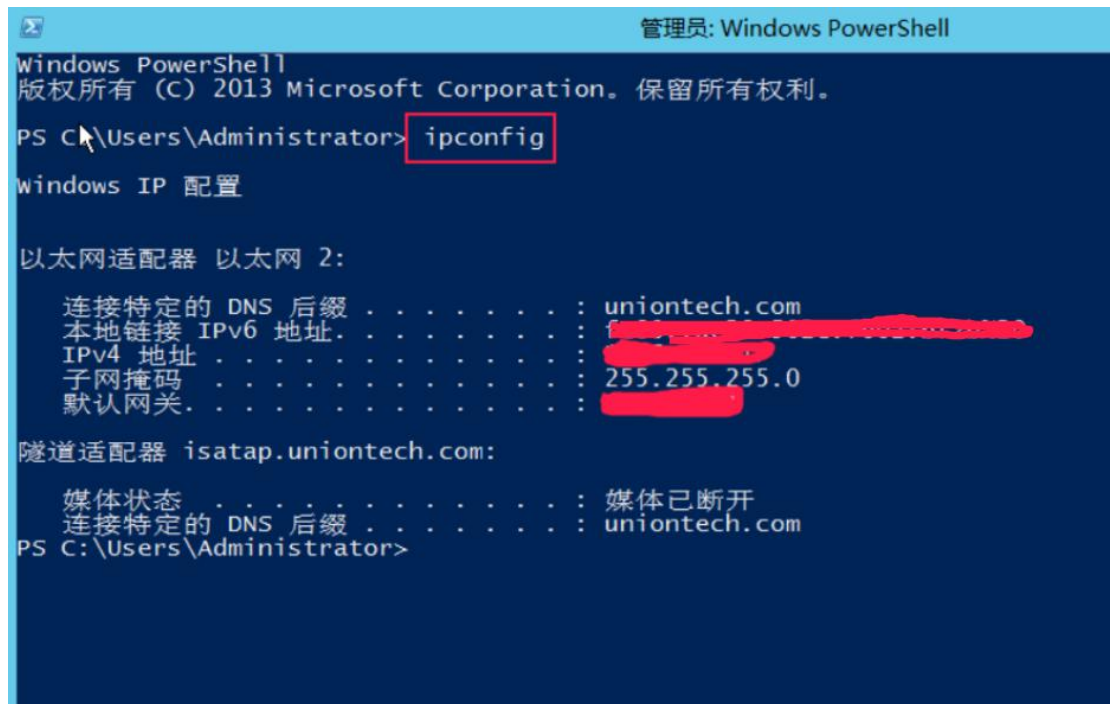 管理员: Windows PowerShell
Windows PowerShell
版权所有 (C) 2013 Microsoft Corporation。保留所有权利。
PS C:\Users\Administrator> ipconfig
Windows IP 配置
以太网适配器 以太网 2:
连接特定的 DNS 后缀 . . . . . . . : uniontech.com
本地链接 IPv6 地址. . . . . . . . :
IPv4 地址 . . . . . . . . . . . . :
子网掩码 . . . . . . . . . . . . : 255.255.255.0
默认网关. . . . . . . . . . . . . :
隧道适配器 isatap.uniontech.com:
媒体状态 . . . . . . . . . . . . : 媒体已断开
连接特定的 DNS 后缀 . . . . . . . : uniontech.com
PS C:\Users\Administrator>